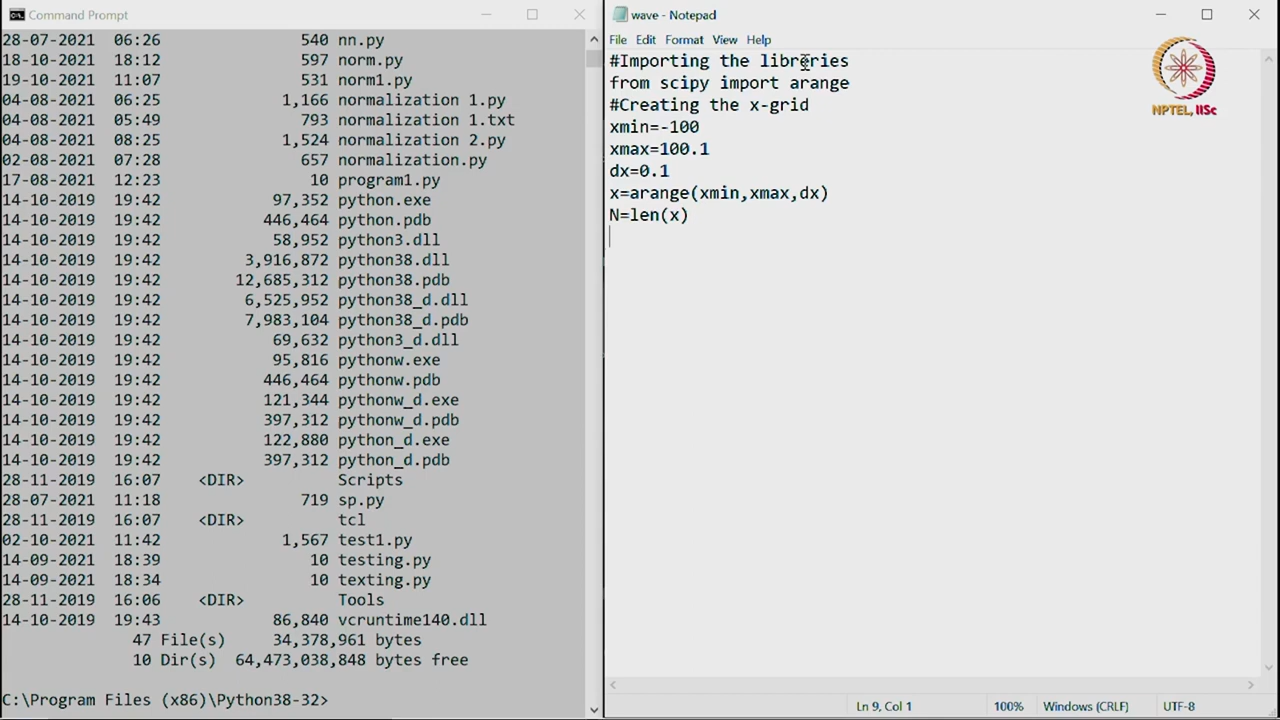 Command Prompt
28-07-2021 06:26 540 nn.py
18-10-2021 18:12 597 norm.py
19-10-2021 11:07 531 norm1.py
04-08-2021 06:25 1,166 normalization 1.py
04-08-2021 05:49 793 normalization 1.txt
04-08-2021 08:25 1,524 normalization 2.py
02-08-2021 07:28 657 normalization.py
17-08-2021 12:23 10 program1.py
14-10-2019 19:42 97,352 python.exe
14-10-2019 19:42 446,464 python.pdb
14-10-2019 19:42 58,952 python3.dll
14-10-2019 19:42 3,916,872 python38.dll
14-10-2019 19:42 12,685,312 python38.pdb
14-10-2019 19:42 6,525,952 python38_d.dll
14-10-2019 19:42 7,983,104 python38_d.pdb
14-10-2019 19:42 69,632 python3_d.dll
14-10-2019 19:42 95,816 pythonw.exe
14-10-2019 19:42 446,464 pythonw.pdb
14-10-2019 19:42 121,344 pythonw_d.exe
14-10-2019 19:42 397,312 pythonw_d.pdb
14-10-2019 19:42 122,880 python_d.exe
14-10-2019 19:42 397,312 python_d.pdb
28-11-2019 16:07 <DIR> Scripts
28-07-2021 11:18 719 sp.py
28-11-2019 16:07 <DIR> tcl
02-10-2021 11:42 1,567 test1.py
14-09-2021 18:39 10 testing.py
14-09-2021 18:34 10 texting.py
28-11-2019 16:06 <DIR> Tools
14-10-2019 19:43 86,840 vcruntime140.dll
47 File(s) 34,378,961 bytes
10 Dir(s) 64,473,038,848 bytes free
C:\Program Files (x86)\Python38-32>
wave - Notepad
File Edit Format View Help
#Importing the libreries
from scipy import arange
#Creating the x-grid
xmin=-100
xmax=100.1
dx=0.1
x=arange(xmin,xmax,dx)
N=len(x)
NPTEL, IISc
Ln 9, Col 1 100% Windows (CRLF) UTF-8